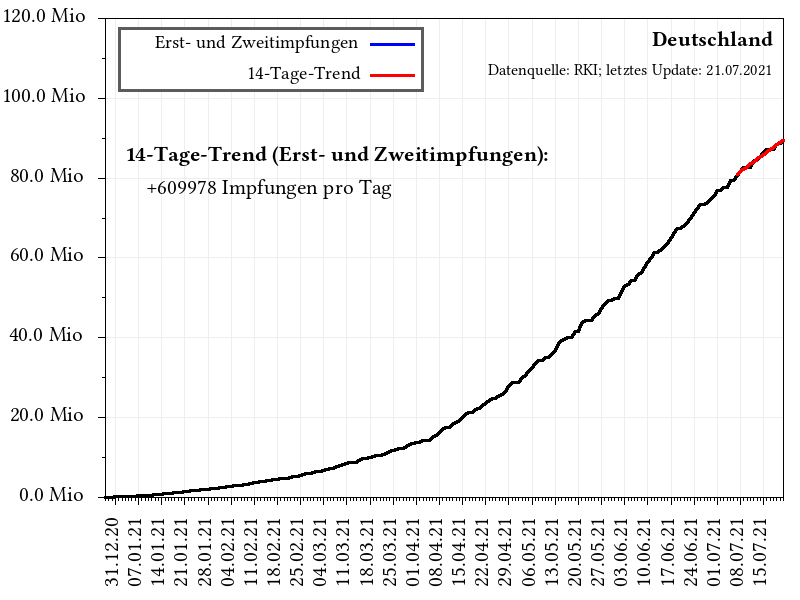 120.0 Mio
100.0 Mio
80.0 Mio
60.0 Mio
40.0 Mio
20.0 Mio
0.0 Mio
Erst- und Zweitimpfungen
14-Tage-Trend
Deutschland
Datenquelle: RKI; letztes Update: 21.07.2021
14-Tage-Trend (Erst- und Zweitimpfungen):
+609978 Impfungen pro Tag
31.12.20
07.01.21
14.01.21
21.01.21
28.01.21
04.02.21
11.02.21
18.02.21
25.02.21
04.03.21
11.03.21
18.03.21
25.03.21
01.04.21
08.04.21
15.04.21
22.04.21
29.04.21
06.05.21
13.05.21
20.05.21
27.05.21
03.06.21
10.06.21
17.06.21
24.06.21
01.07.21
08.07.21
15.07.21